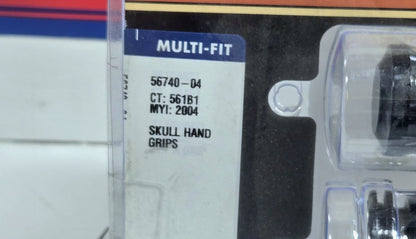 MULTI-FIT
56740-04
CT: 561B1
MYI: 2004
SKULL HAND
GRIPS